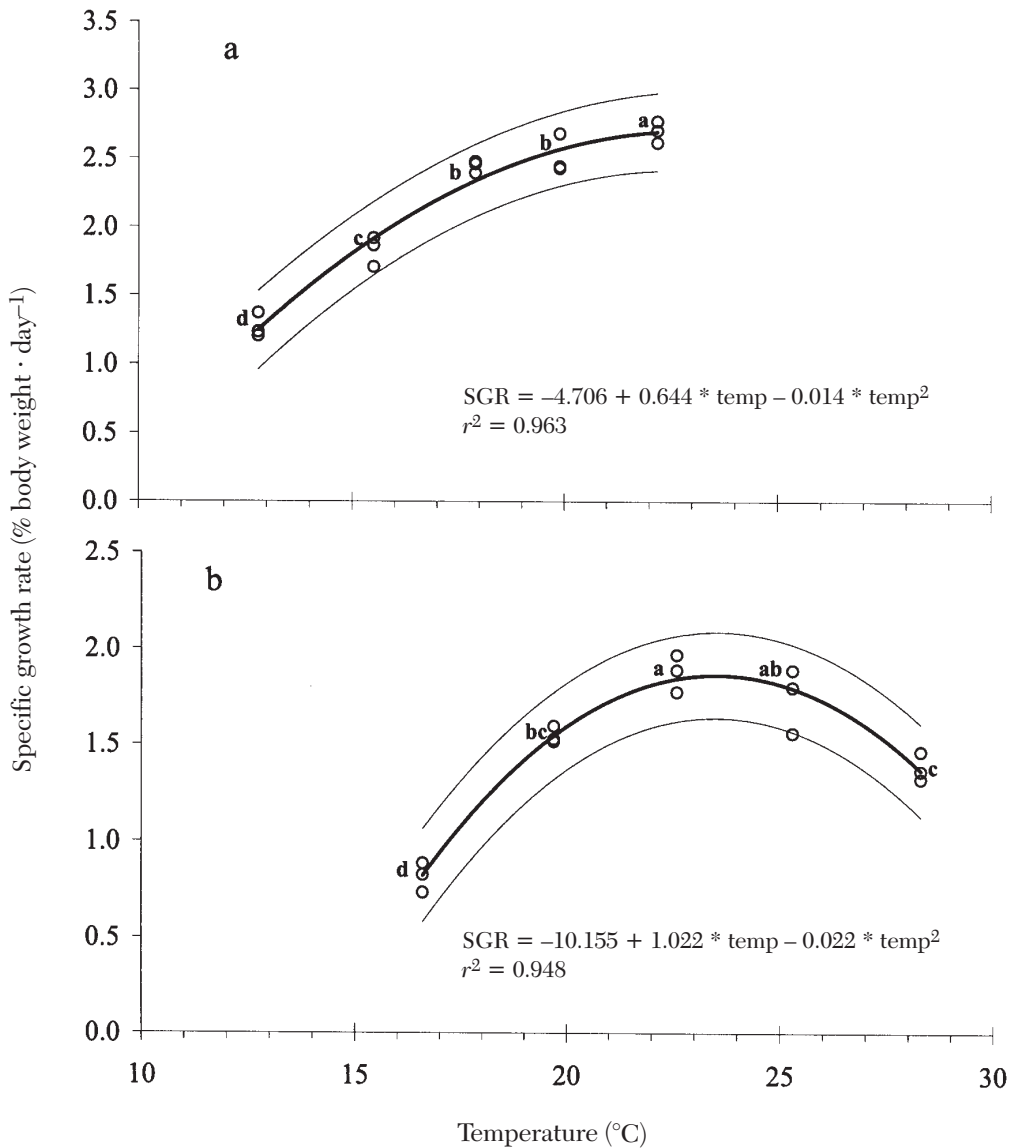 Specific growth rate (% body weight · day⁻¹)
3.5
a
3.0
a
b
2.5
b
2.0
c
1.5
d
1.0
SGR = –4.706 + 0.644 * temp – 0.014 * temp²
r² = 0.963
0.5
0.0
2.5
b
2.0
a
ab
bc
1.5
c
1.0
d
SGR = –10.155 + 1.022 * temp – 0.022 * temp²
r² = 0.948
0.5
0.0
10 15 20 25 30
Temperature (°C)